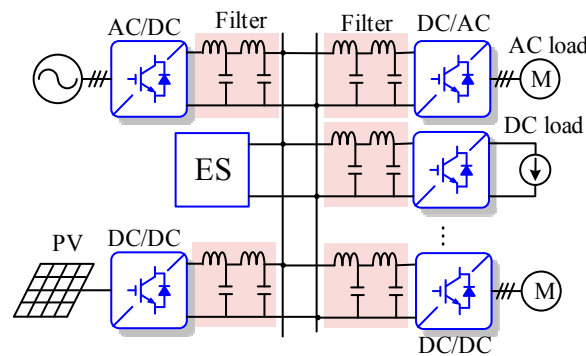 AC/DC
Filter
Filter
DC/AC
AC load
M
DC load
ES
PV
DC/DC
M
DC/DC